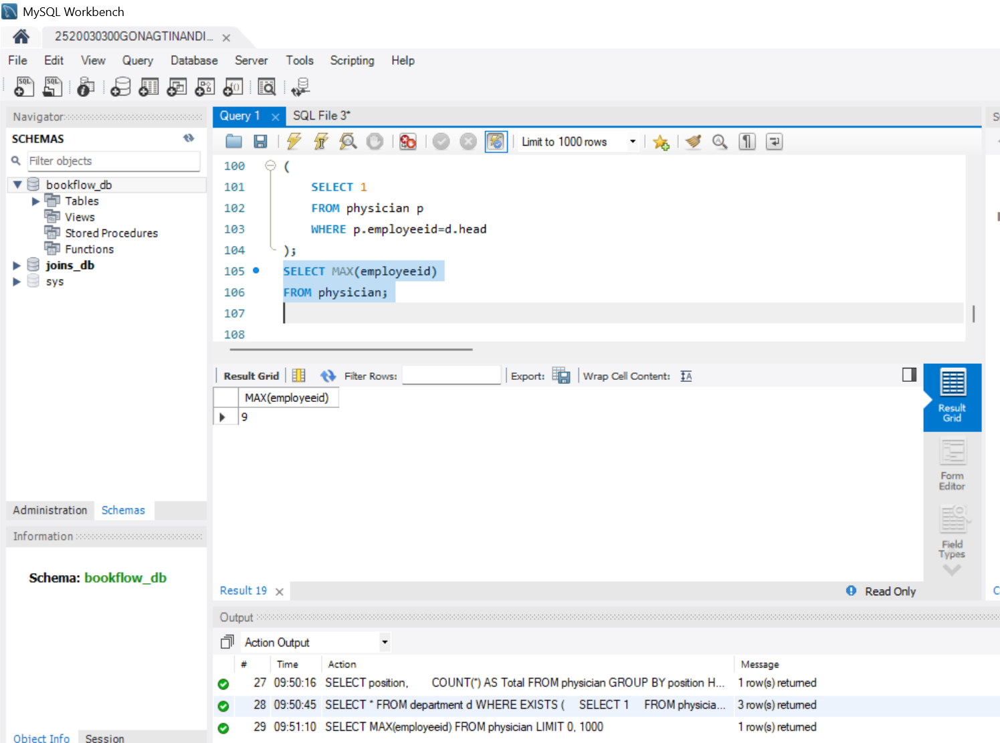 MySQL Workbench
2520030300GONAGTINANDI...
File Edit View Query Database Server Tools Scripting Help
Navigator
SCHEMAS
Filter objects
bookflow_db
Tables
Views
Stored Procedures
Functions
joins_db
sys
Administration Schemas
Information
Schema: bookflow_db
Object Info Session
Query 1 SQL File 3*
Limit to 1000 rows
100 (
101 SELECT 1
102 FROM physician p
103 WHERE p.employeeid=d.head
104 );
105 SELECT MAX(employeeid)
106 FROM physician;
107
108
Result Grid Filter Rows: Export: Wrap Cell Content:
MAX(employeeid)
9
Result Grid
Form Editor
Field Types
Result 19 Read Only
Output
Action Output
# Time Action Message
27 09:50:16 SELECT position, COUNT(*) AS Total FROM physician GROUP BY position H... 1 row(s) returned
28 09:50:45 SELECT * FROM department d WHERE EXISTS ( SELECT 1 FROM physicia... 3 row(s) returned
29 09:51:10 SELECT MAX(employeeid) FROM physician LIMIT 0, 1000 1 row(s) returned